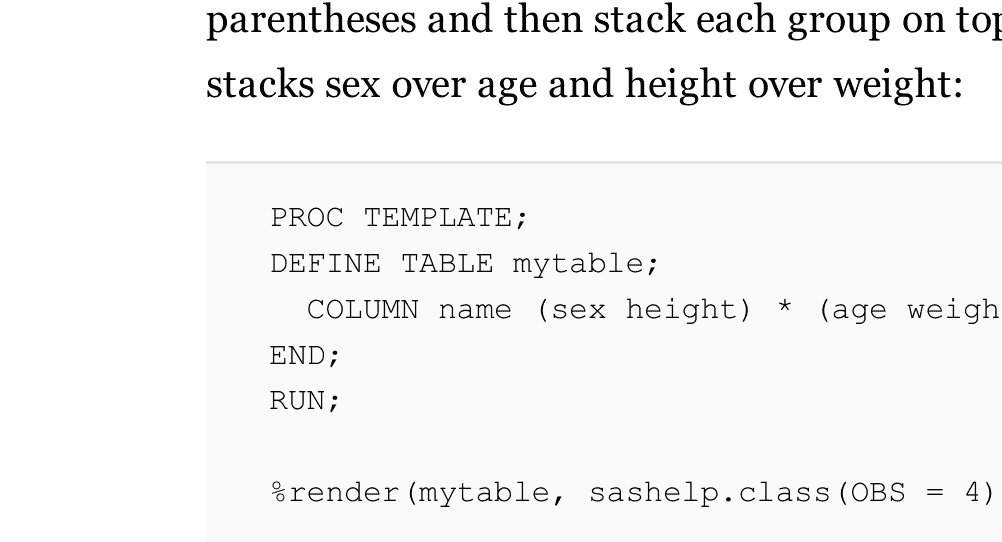 parentheses and then stack each group on top
stacks sex over age and height over weight:
PROC TEMPLATE;
DEFINE TABLE mytable;
  COLUMN name (sex height) * (age weigh
END;
RUN;
%render(mytable, sashelp.class(OBS = 4)